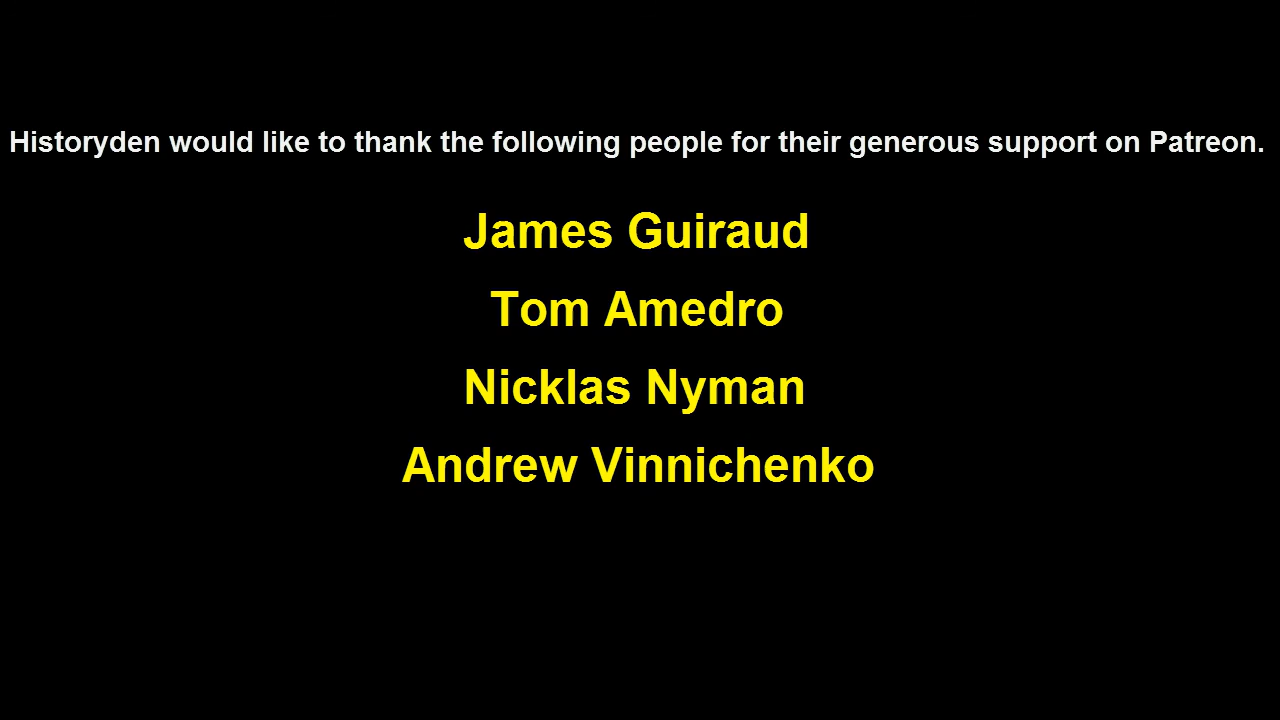 Historyden would like to thank the following people for their generous support on Patreon.
James Guiraud
Tom Amedro
Nicklas Nyman
Andrew Vinnichenko